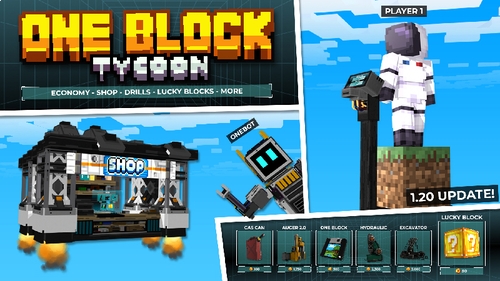 ONE BLOCK
TYCOON
ECONOMY - SHOP - DRILLS - LUCKY BLOCKS - MORE
PLAYER 1
SHOP
ONEBOT
1.20 UPDATE!
GAS CAN
AUGER 2.0
ONE BLOCK
HYDRAULIC
EXCAVATOR
LUCKY BLOCK
? ?